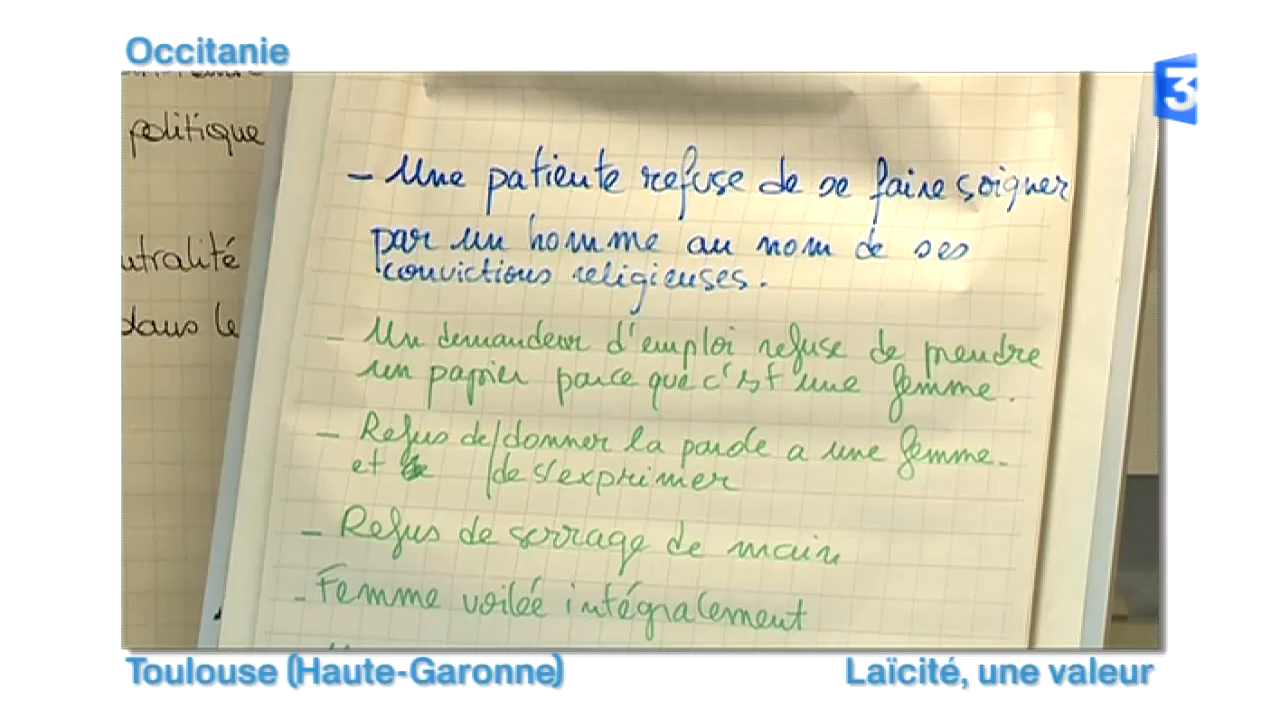 Occitanie
3
politique
utralité
dans le
- Une patiente refuse de se faire soigner
par un homme au nom de ses
convictions religieuses.
- Un demandeur d'emploi refuse de prendre
un papier parce que c'est une femme.
- Refus de/donner la parole a une femme.
et /de s'exprimer
- Refus de serrage de main
- Femme voilée intégralement
Toulouse (Haute-Garonne)
Laïcité, une valeur